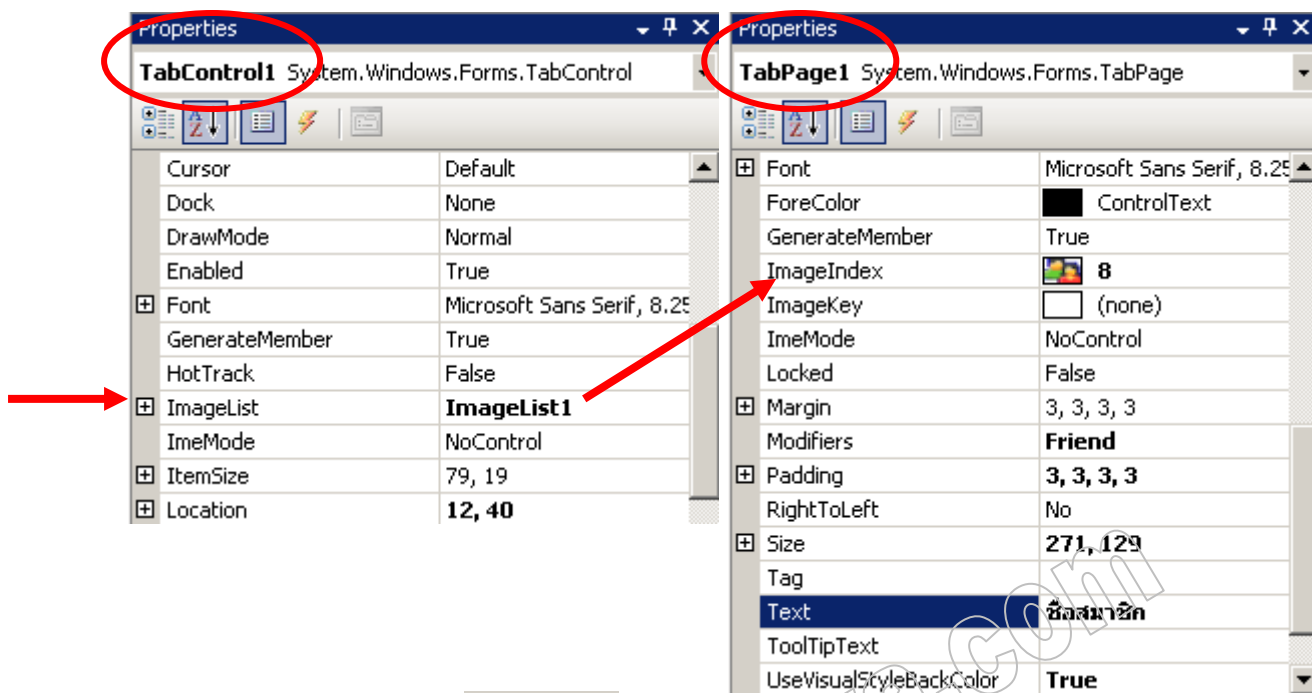 Properties
TabControl1 System.Windows.Forms.TabControl
Cursor Default
Dock None
DrawMode Normal
Enabled True
Font Microsoft Sans Serif, 8.25
GenerateMember True
HotTrack False
ImageList ImageList1
ImeMode NoControl
ItemSize 79, 19
Location 12, 40
Properties
TabPage1 System.Windows.Forms.TabPage
Font Microsoft Sans Serif, 8.25
ForeColor ControlText
GenerateMember True
ImageIndex 8
ImageKey (none)
ImeMode NoControl
Locked False
Margin 3, 3, 3, 3
Modifiers Friend
Padding 3, 3, 3, 3
RightToLeft No
Size 271, 129
Tag
Text ชื่อสมาชิก
ToolTipText
UseVisualStyleBackColor True